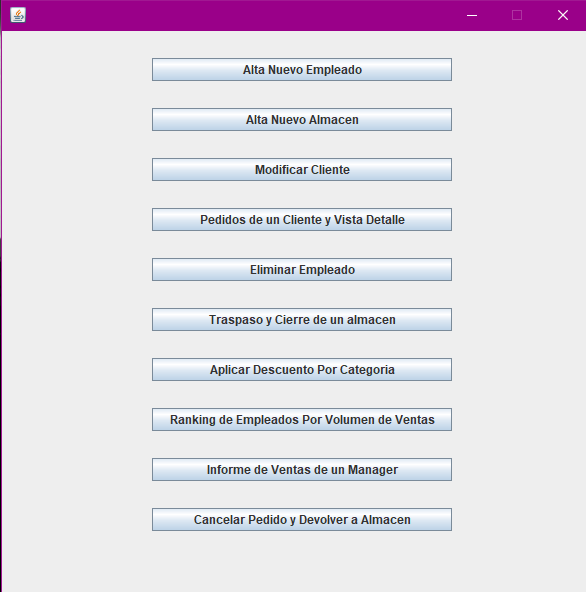 Alta Nuevo Empleado
Alta Nuevo Almacen
Modificar Cliente
Pedidos de un Cliente y Vista Detalle
Eliminar Empleado
Traspaso y Cierre de un almacen
Aplicar Descuento Por Categoria
Ranking de Empleados Por Volumen de Ventas
Informe de Ventas de un Manager
Cancelar Pedido y Devolver a Almacen